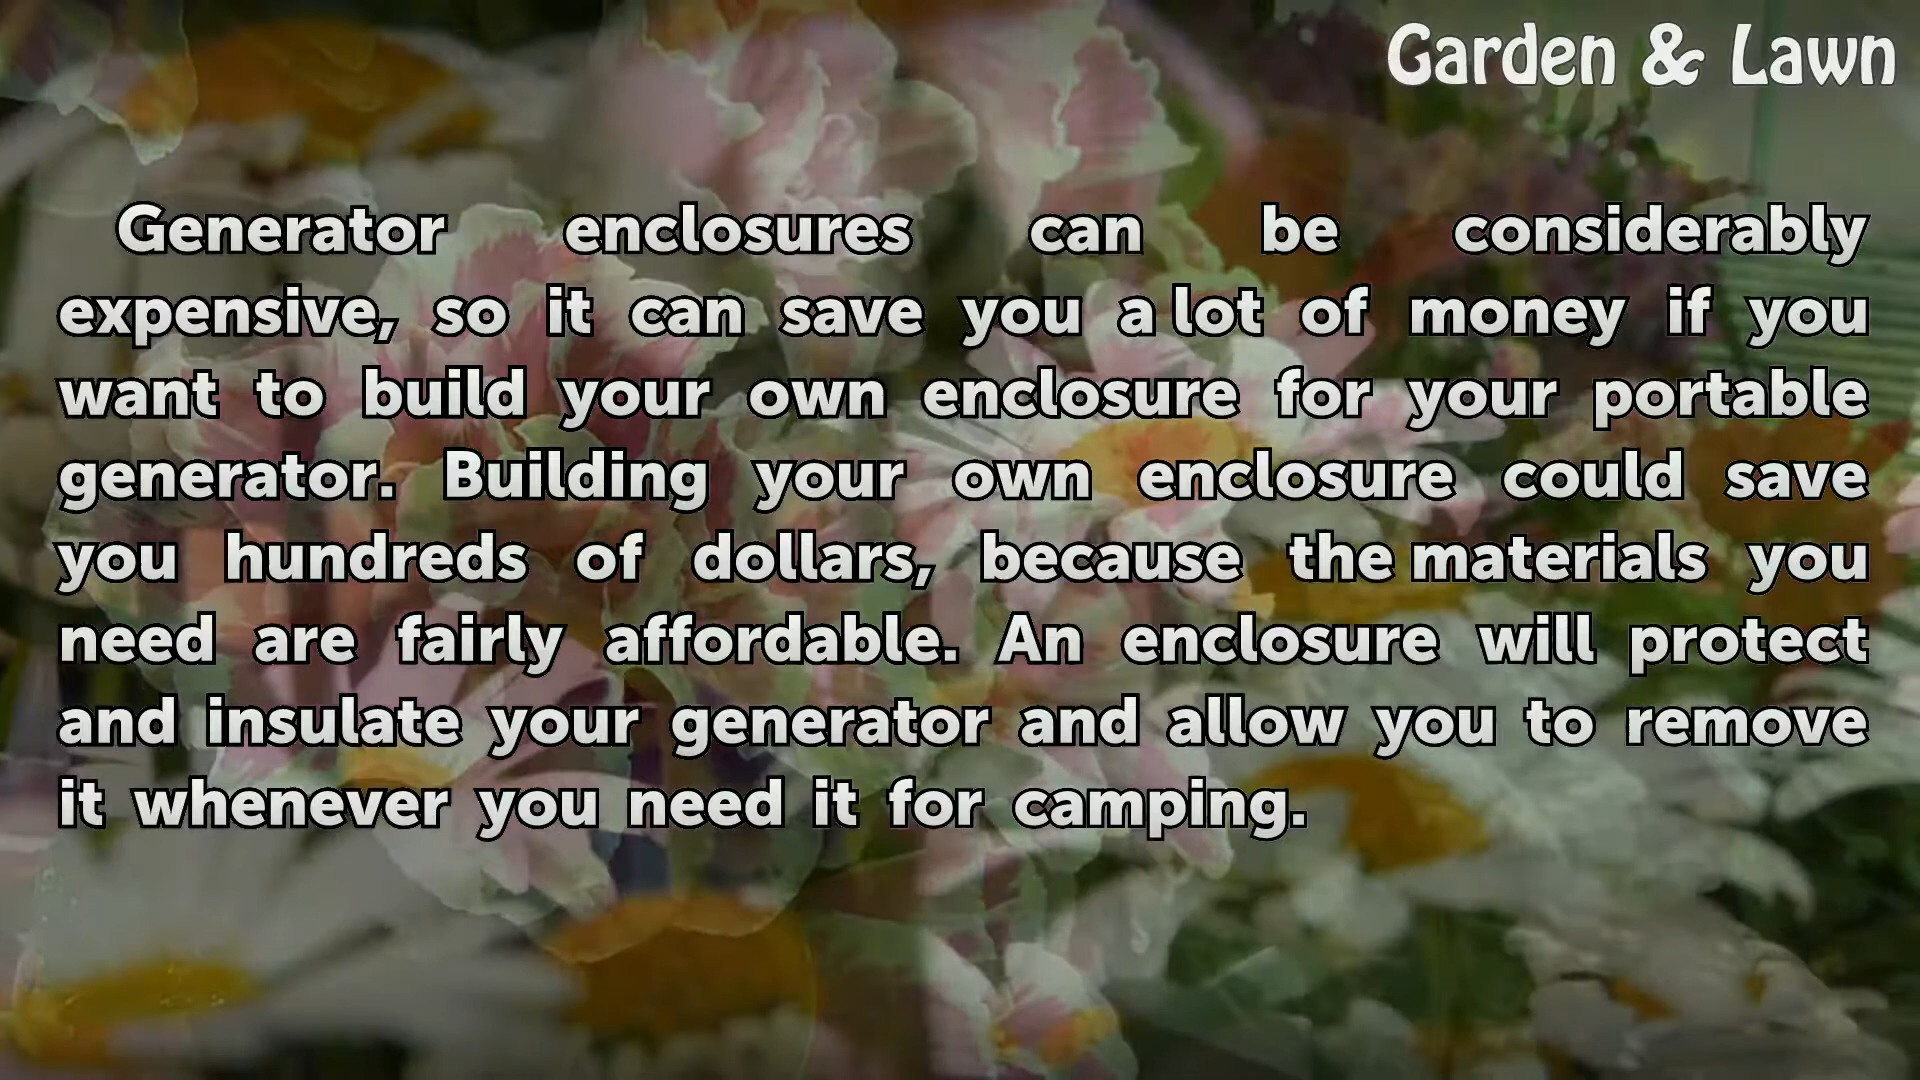 Garden & Lawn
Generator enclosures can be considerably
expensive, so it can save you a lot of money if you
want to build your own enclosure for your portable
generator. Building your own enclosure could save
you hundreds of dollars, because the materials you
need are fairly affordable. An enclosure will protect
and insulate your generator and allow you to remove
it whenever you need it for camping.